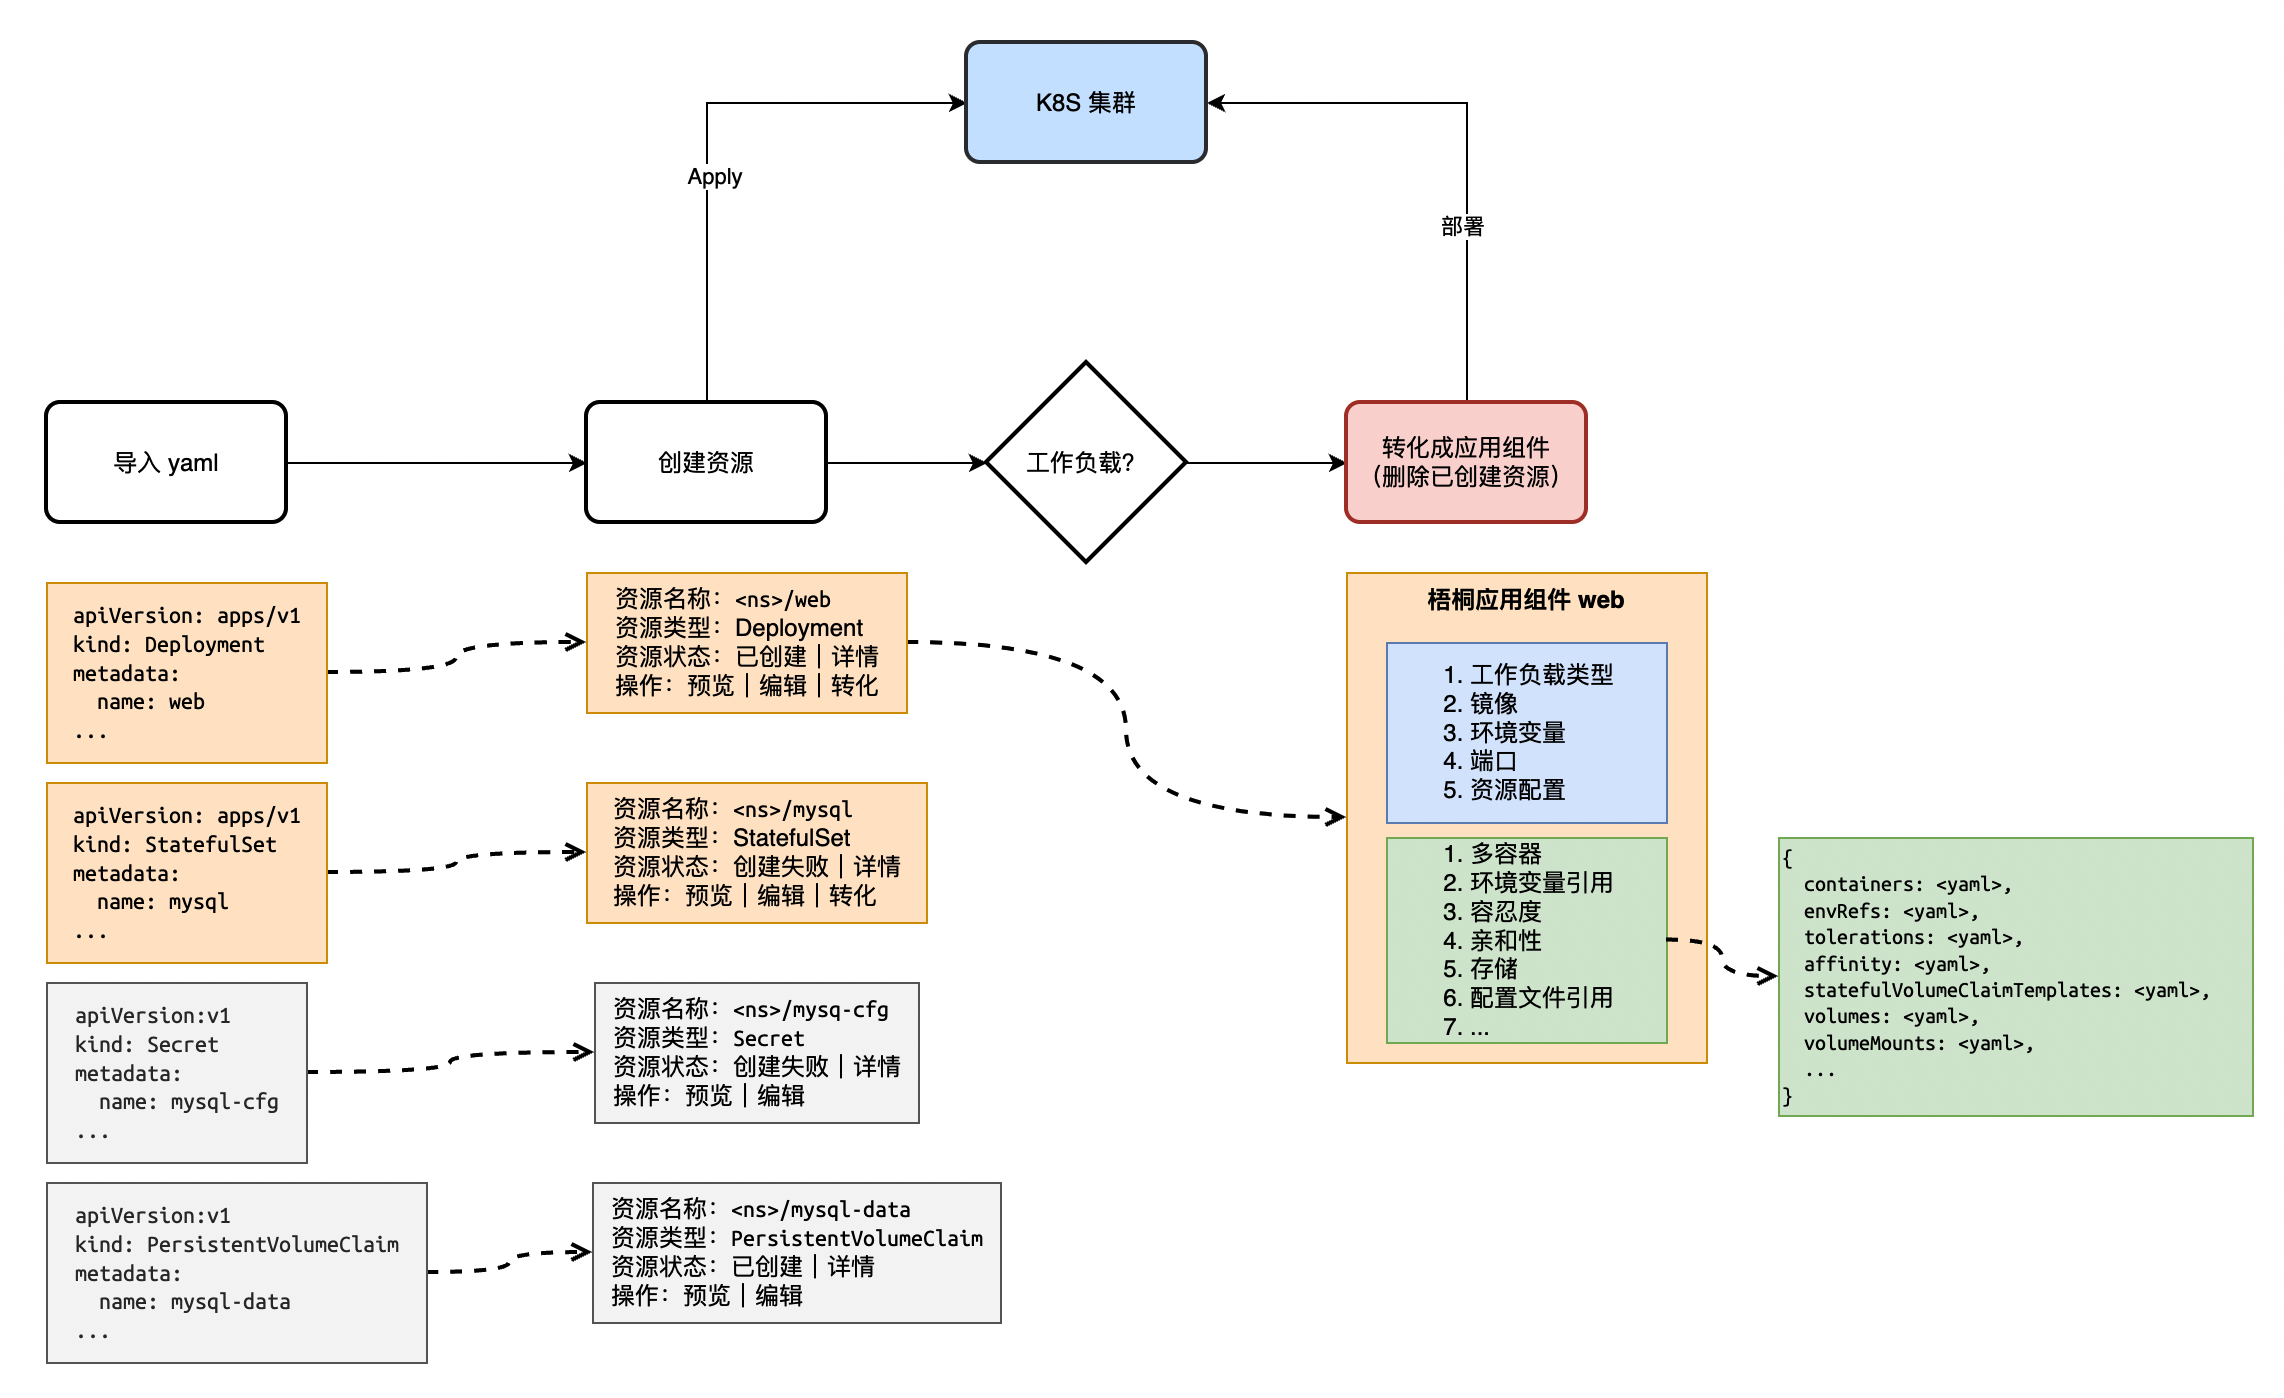 K8S 集群
Apply
部署
导入 yaml
创建资源
工作负载?
转化成应用组件
(删除已创建资源)
apiVersion: apps/v1
kind: Deployment
metadata:
  name: web
...
资源名称：<ns>/web
资源类型：Deployment
资源状态：已创建｜详情
操作：预览｜编辑｜转化
梧桐应用组件 web
1. 工作负载类型
2. 镜像
3. 环境变量
4. 端口
5. 资源配置
apiVersion: apps/v1
kind: StatefulSet
metadata:
  name: mysql
...
资源名称：<ns>/mysql
资源类型：StatefulSet
资源状态：创建失败｜详情
操作：预览｜编辑｜转化
1. 多容器
2. 环境变量引用
3. 容忍度
4. 亲和性
5. 存储
6. 配置文件引用
7. ...
{
  containers: <yaml>,
  envRefs: <yaml>,
  tolerations: <yaml>,
  affinity: <yaml>,
  statefulVolumeClaimTemplates: <yaml>,
  volumes: <yaml>,
  volumeMounts: <yaml>,
  ...
}
apiVersion:v1
kind: Secret
metadata:
  name: mysql-cfg
...
资源名称：<ns>/mysq-cfg
资源类型：Secret
资源状态：创建失败｜详情
操作：预览｜编辑
apiVersion:v1
kind: PersistentVolumeClaim
metadata:
  name: mysql-data
...
资源名称：<ns>/mysql-data
资源类型：PersistentVolumeClaim
资源状态：已创建｜详情
操作：预览｜编辑